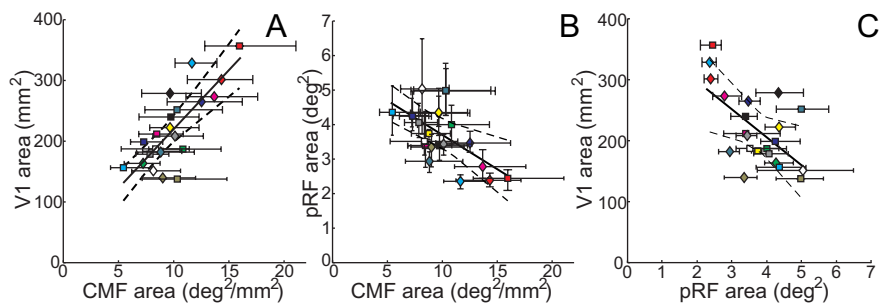 A
V1 area (mm²)
400
300
200
100
0
0 5 10 15 20
CMF area (deg²/mm²)
B
pRF area (deg²)
7
6
5
4
3
2
1
0
0 5 10 15 20
CMF area (deg²/mm²)
C
V1 area (mm²)
400
300
200
100
0
0 1 2 3 4 5 6 7
pRF area (deg²)